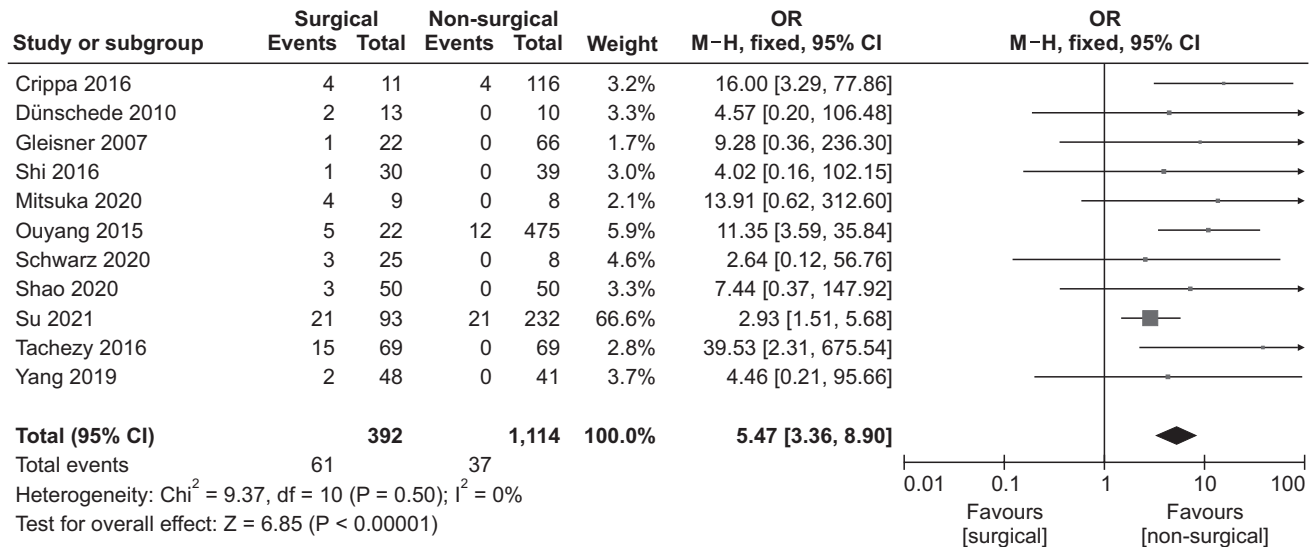 Surgical Non-surgical OR OR
Study or subgroup Events Total Events Total Weight M−H, fixed, 95% CI M−H, fixed, 95% CI
Crippa 2016 4 11 4 116 3.2% 16.00 [3.29, 77.86]
Dünschede 2010 2 13 0 10 3.3% 4.57 [0.20, 106.48]
Gleisner 2007 1 22 0 66 1.7% 9.28 [0.36, 236.30]
Shi 2016 1 30 0 39 3.0% 4.02 [0.16, 102.15]
Mitsuka 2020 4 9 0 8 2.1% 13.91 [0.62, 312.60]
Ouyang 2015 5 22 12 475 5.9% 11.35 [3.59, 35.84]
Schwarz 2020 3 25 0 8 4.6% 2.64 [0.12, 56.76]
Shao 2020 3 50 0 50 3.3% 7.44 [0.37, 147.92]
Su 2021 21 93 21 232 66.6% 2.93 [1.51, 5.68]
Tachezy 2016 15 69 0 69 2.8% 39.53 [2.31, 675.54]
Yang 2019 2 48 0 41 3.7% 4.46 [0.21, 95.66]
Total (95% CI) 392 1,114 100.0% 5.47 [3.36, 8.90]
Total events 61 37
Heterogeneity: Chi² = 9.37, df = 10 (P = 0.50); I² = 0%
Test for overall effect: Z = 6.85 (P < 0.00001)
0.01 0.1 1 10 100
Favours Favours
[surgical] [non-surgical]